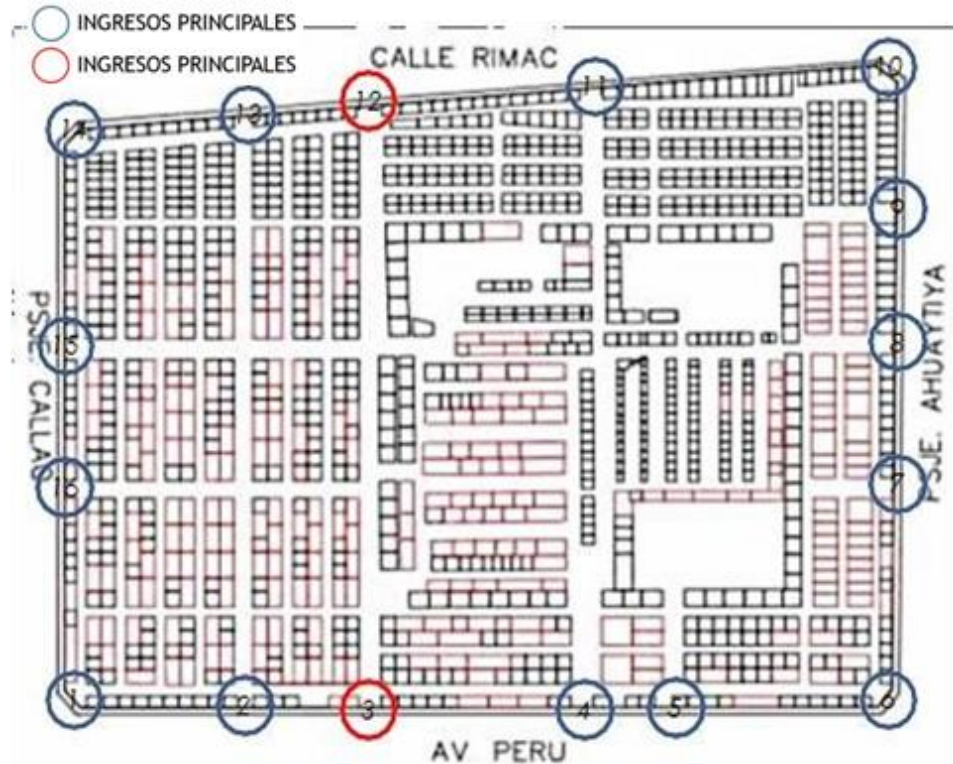 INGRESOS PRINCIPALES
INGRESOS PRINCIPALES
CALLE RIMAC
10
11
12
13
14
9
PSJE. CALLAO
15
8
PSJE. AHUAYTIYA
16
7
1
2
3
4
5
6
AV PERU